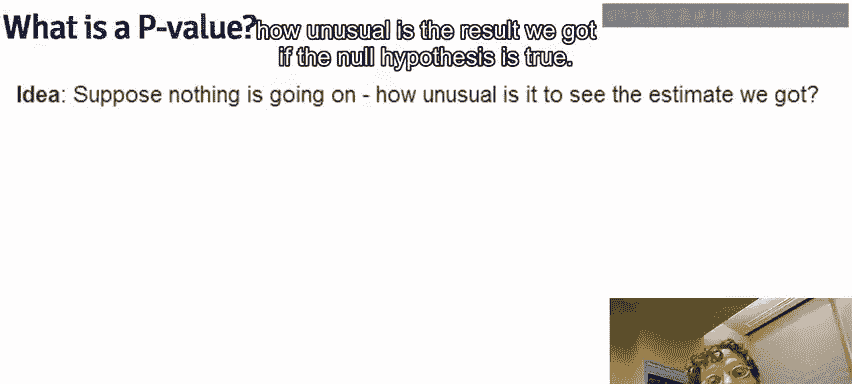 What is a P-value?
how unusual is the result we got
if the null hypothesis is true.
Idea: Suppose nothing is going on - how unusual is it to see the estimate we got?